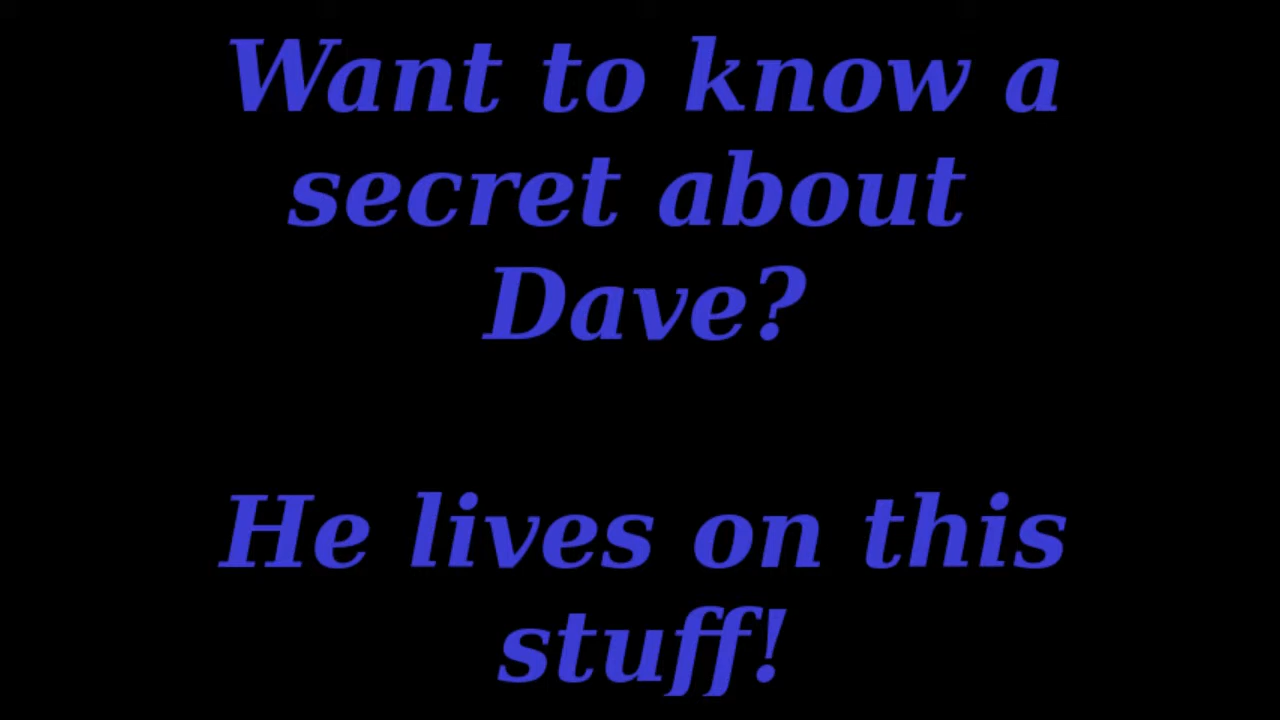 Want to know a
secret about
Dave?
He lives on this
stuff!